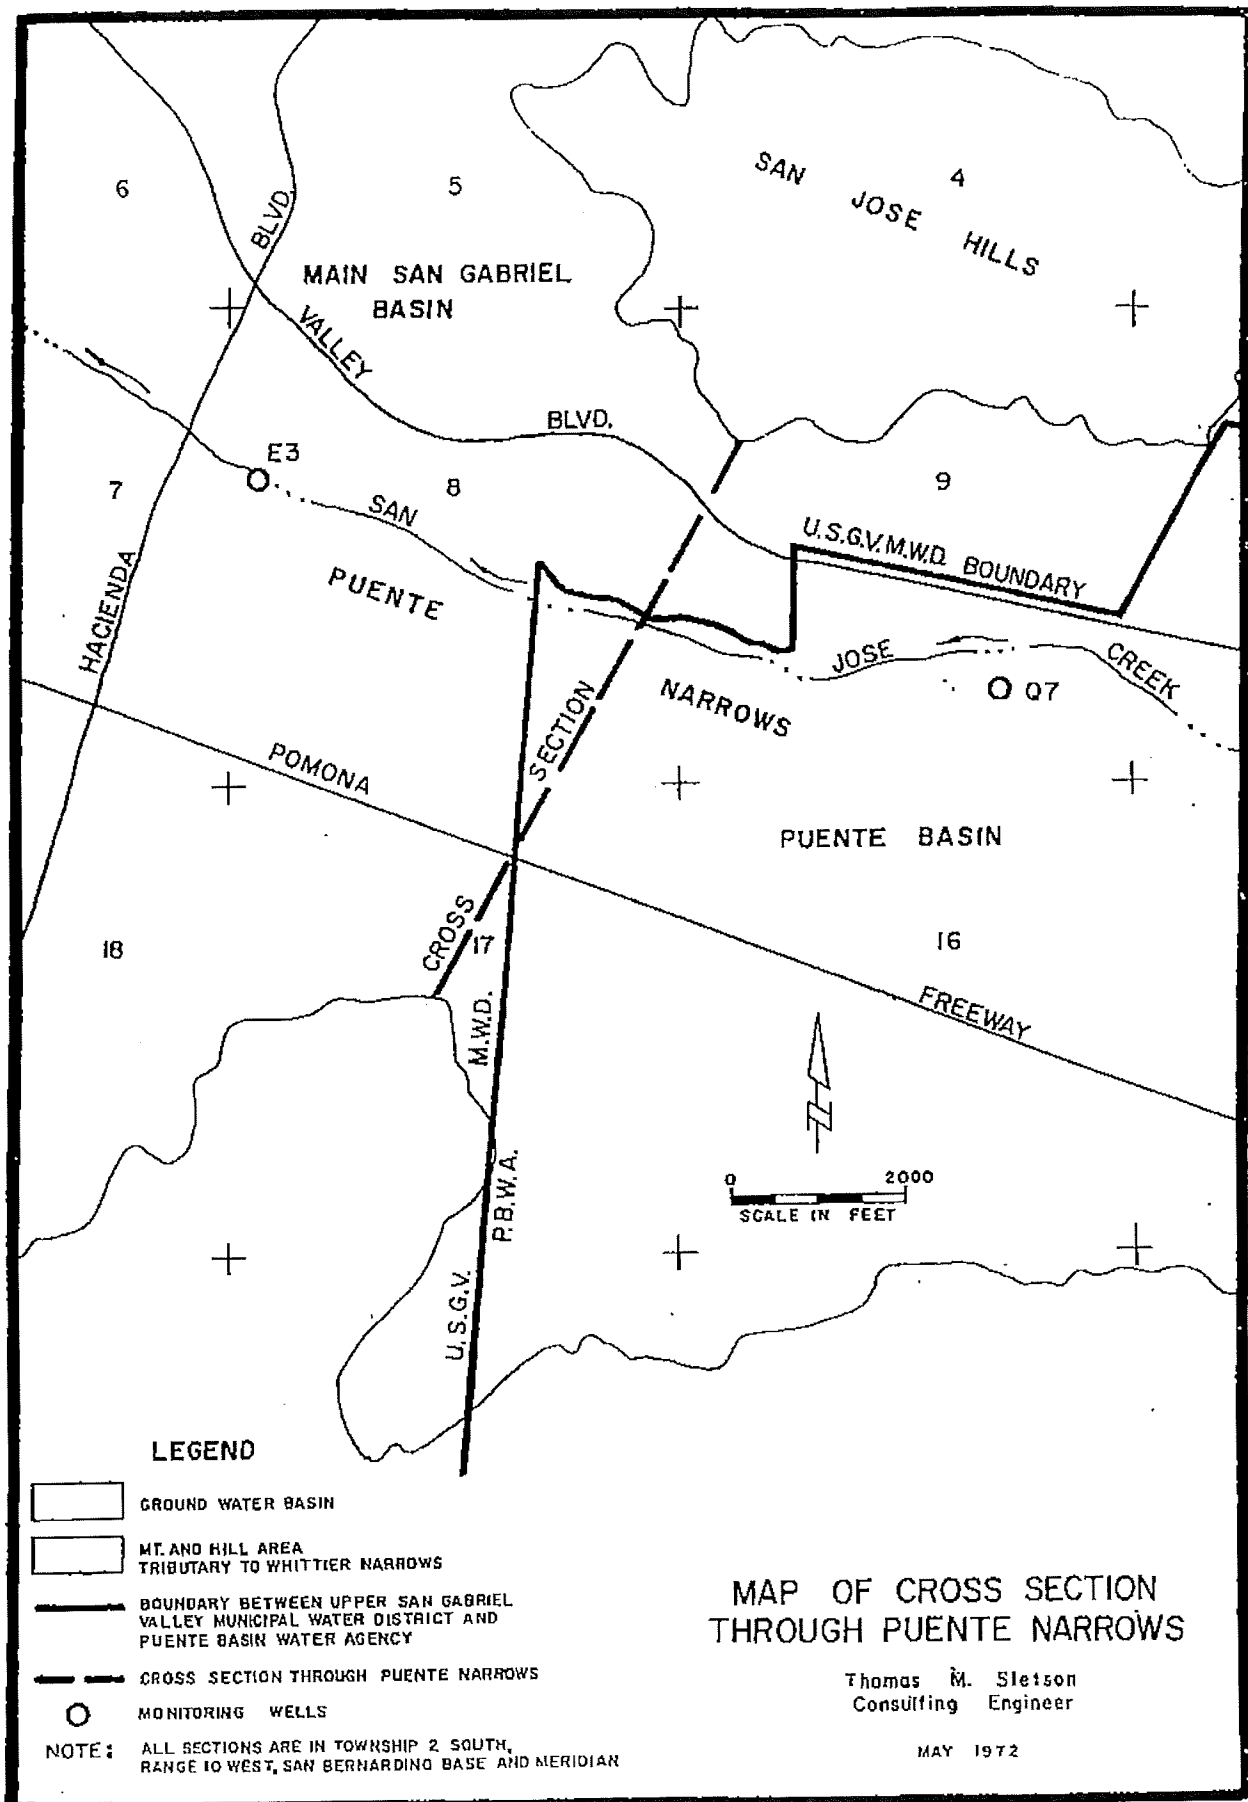 SAN JOSE HILLS
4
6
5
BLVD.
MAIN SAN GABRIEL
BASIN
VALLEY
BLVD.
E3
7
8
9
SAN
U.S.G.V.M.W.D. BOUNDARY
HACIENDA
PUENTE
JOSE
CREEK
NARROWS
Q7
SECTION
POMONA
PUENTE BASIN
CROSS
18
17
16
FREEWAY
M.W.D.
P.B.W.A.
U.S.G.V.
0 2000
SCALE IN FEET
LEGEND
GROUND WATER BASIN
MT. AND HILL AREA
TRIBUTARY TO WHITTIER NARROWS
BOUNDARY BETWEEN UPPER SAN GABRIEL
VALLEY MUNICIPAL WATER DISTRICT AND
PUENTE BASIN WATER AGENCY
CROSS SECTION THROUGH PUENTE NARROWS
MONITORING WELLS
NOTE: ALL SECTIONS ARE IN TOWNSHIP 2 SOUTH,
RANGE 10 WEST, SAN BERNARDINO BASE AND MERIDIAN
MAP OF CROSS SECTION
THROUGH PUENTE NARROWS
Thomas M. Stetson
Consulting Engineer
MAY 1972